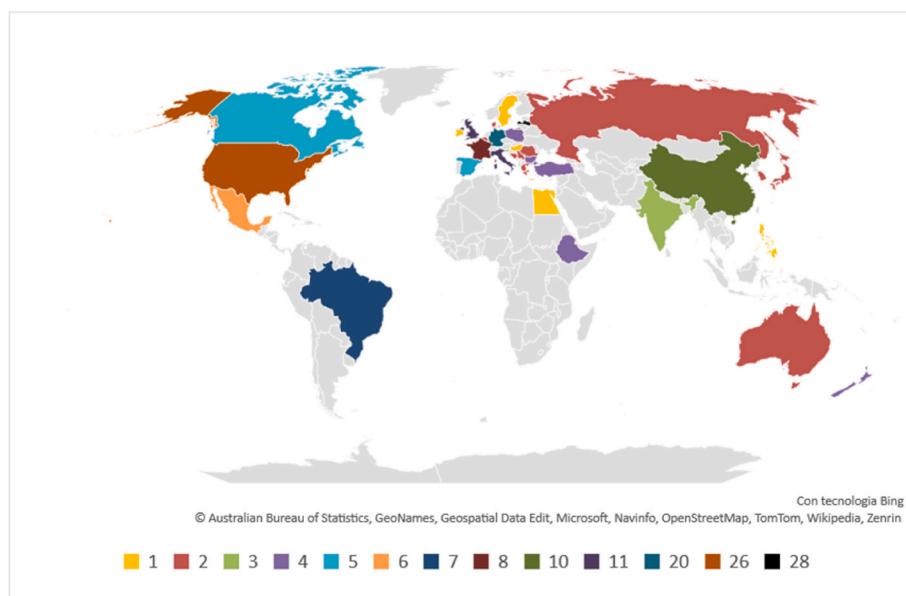 Con tecnologia Bing
© Australian Bureau of Statistics, GeoNames, Geospatial Data Edit, Microsoft, Navinfo, OpenStreetMap, TomTom, Wikipedia, Zenrin
1 2 3 4 5 6 7 8 10 11 20 26 28